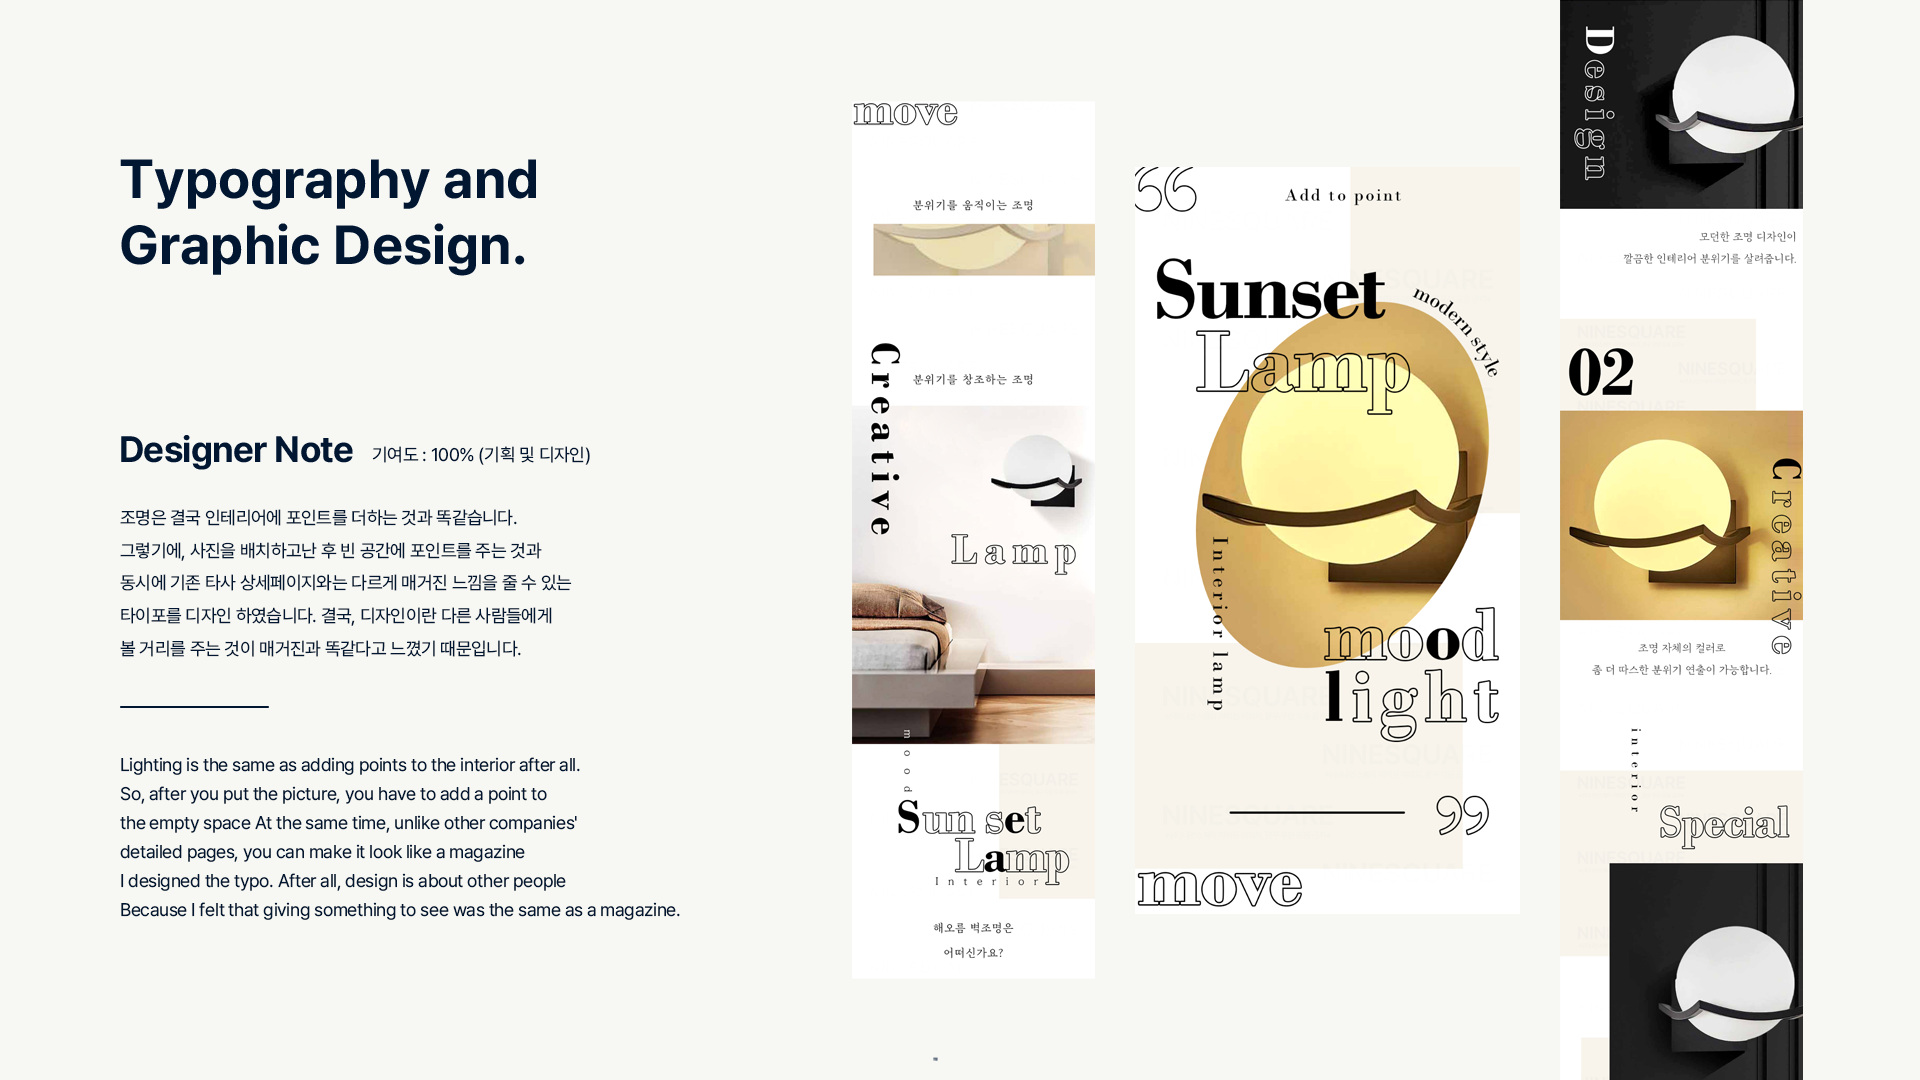 Typography and
Graphic Design.
Designer Note 기여도 : 100% (기획 및 디자인)
조명은 결국 인테리어에 포인트를 더하는 것과 똑같습니다.
그렇기에, 사진을 배치하고난 후 빈 공간에 포인트를 주는 것과
동시에 기존 타사 상세페이지와는 다르게 매거진 느낌을 줄 수 있는
타이포를 디자인 하였습니다. 결국, 디자인이란 다른 사람들에게
볼 거리를 주는 것이 매거진과 똑같다고 느꼈기 때문입니다.
Lighting is the same as adding points to the interior after all.
So, after you put the picture, you have to add a point to
the empty space At the same time, unlike other companies'
detailed pages, you can make it look like a magazine
I designed the typo. After all, design is about other people
Because I felt that giving something to see was the same as a magazine.
move
분위기를 움직이는 조명
Creative
분위기를 창조하는 조명
Lamp
mood
ESQUARE
Sun set
Lamp
Interior
해오름 벽조명은
어떠신가요?
“
Add to point
SQUARE
Sunset
Lamp
modern style
Interior lamp
mood
light
NINESQUARE
NINESQUA
NINESQUARE
”
move
Design
모던한 조명 디자인이
깔끔한 인테리어 분위기를 살려줍니다.
NINESQUARE
NINESQU
02
NINESQUARE
Creative
조명 자체의 컬러로
좀 더 따스한 분위기 연출이 가능합니다.
interior
NINESQUARE
Special
NINESQUARE
NIN